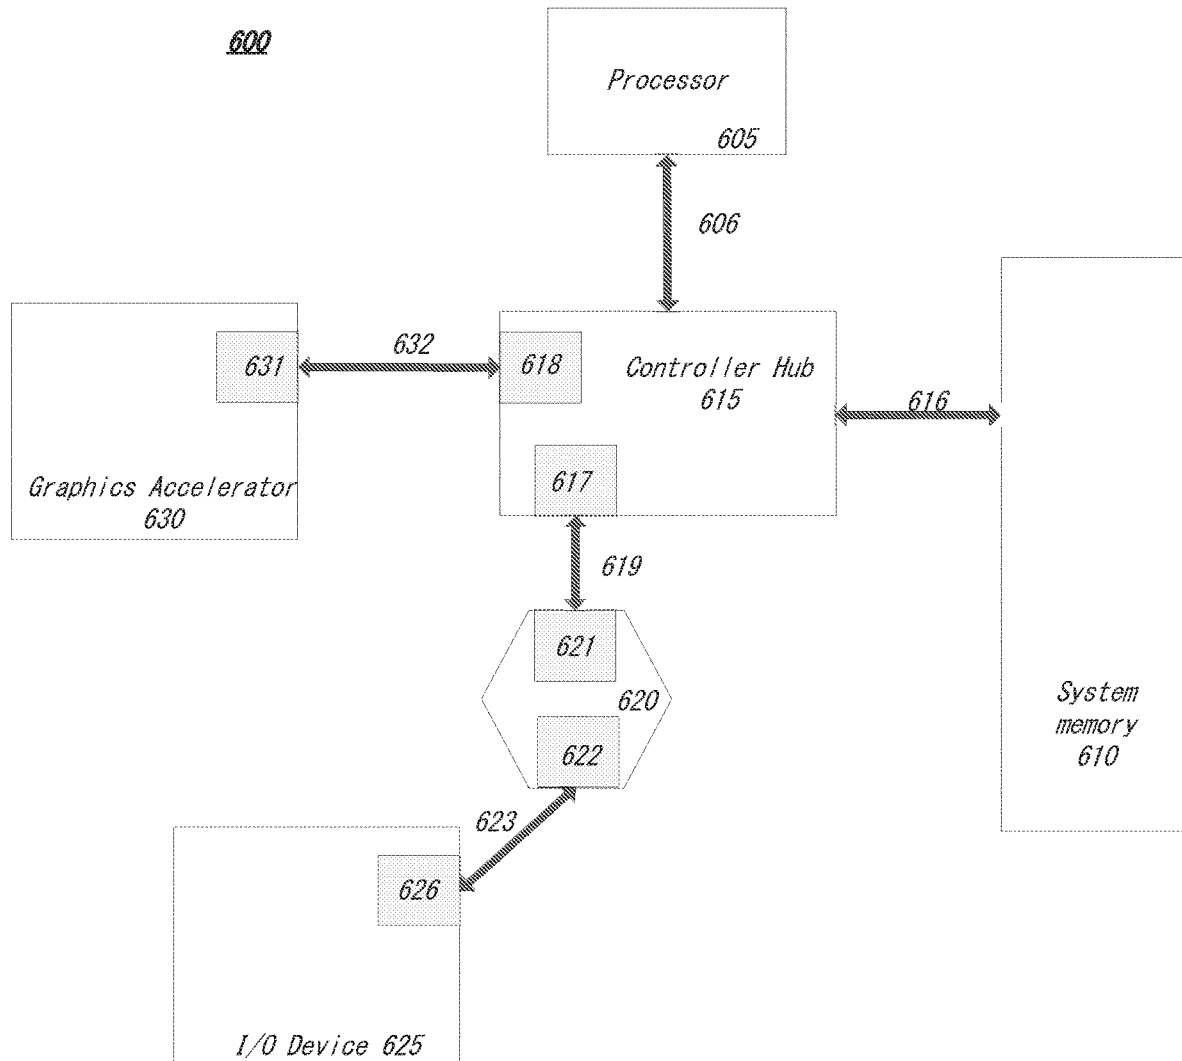 600
Processor
605
606
631
632
618
Controller Hub
615
616
617
Graphics Accelerator
630
619
621
620
622
System
memory
610
623
626
I/O Device 625